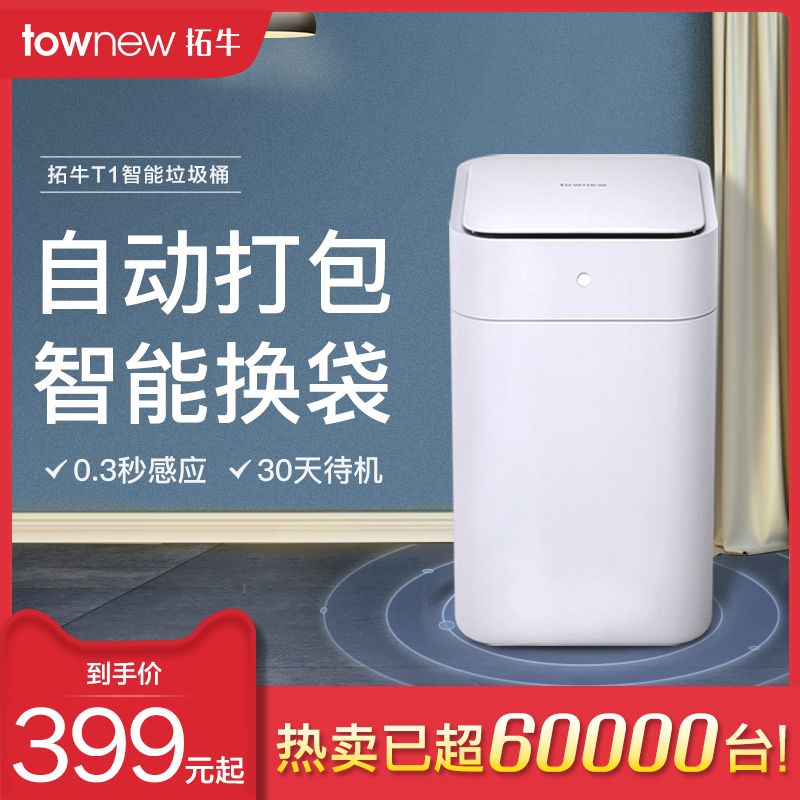 townew 拓牛
拓牛T1智能垃圾桶
自动打包
智能换袋
0.3秒感应 30天待机
townew
到手价
399元起
热卖已超60000台!